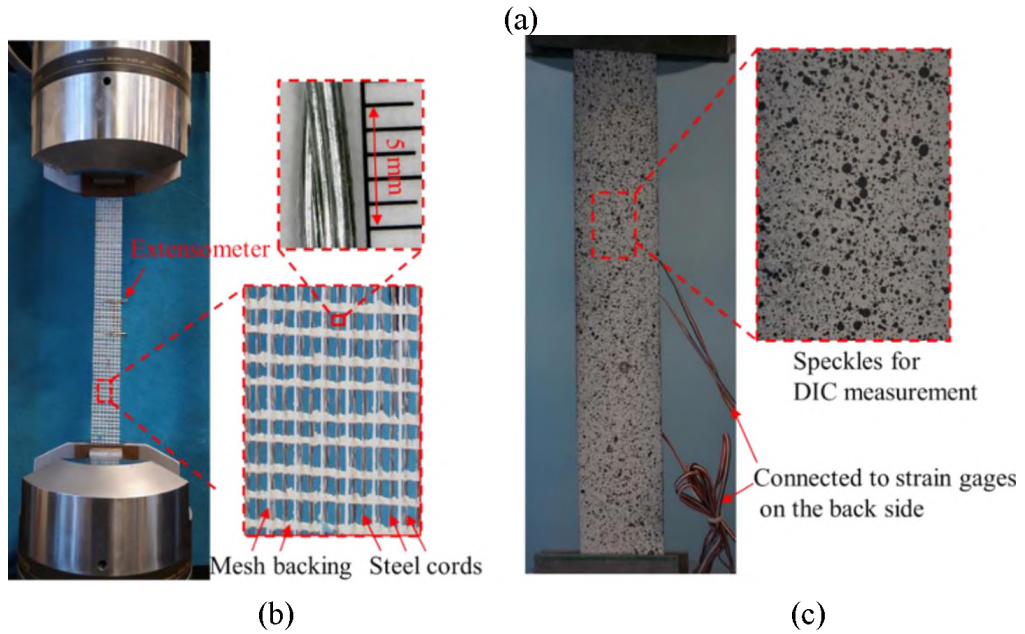 (a)
5 mm
Extensometer
Speckles for
DIC measurement
Connected to strain gages
on the back side
Mesh backing
Steel cords
(b)
(c)